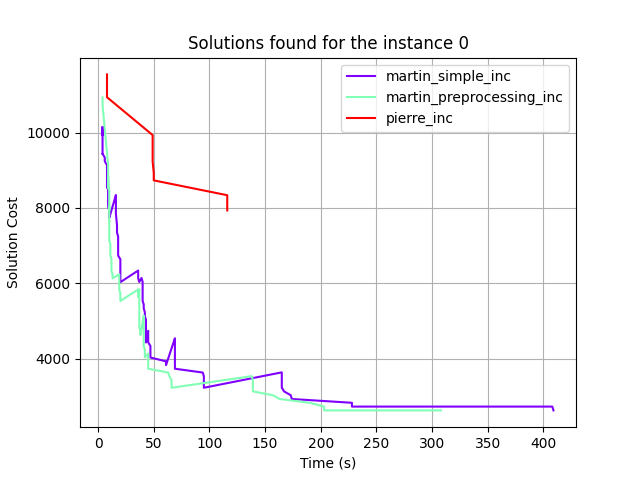 Solutions found for the instance 0
martin_simple_inc
martin_preprocessing_inc
pierre_inc
Solution Cost
10000
8000
6000
4000
0
50
100
150
200
250
300
350
400
Time (s)